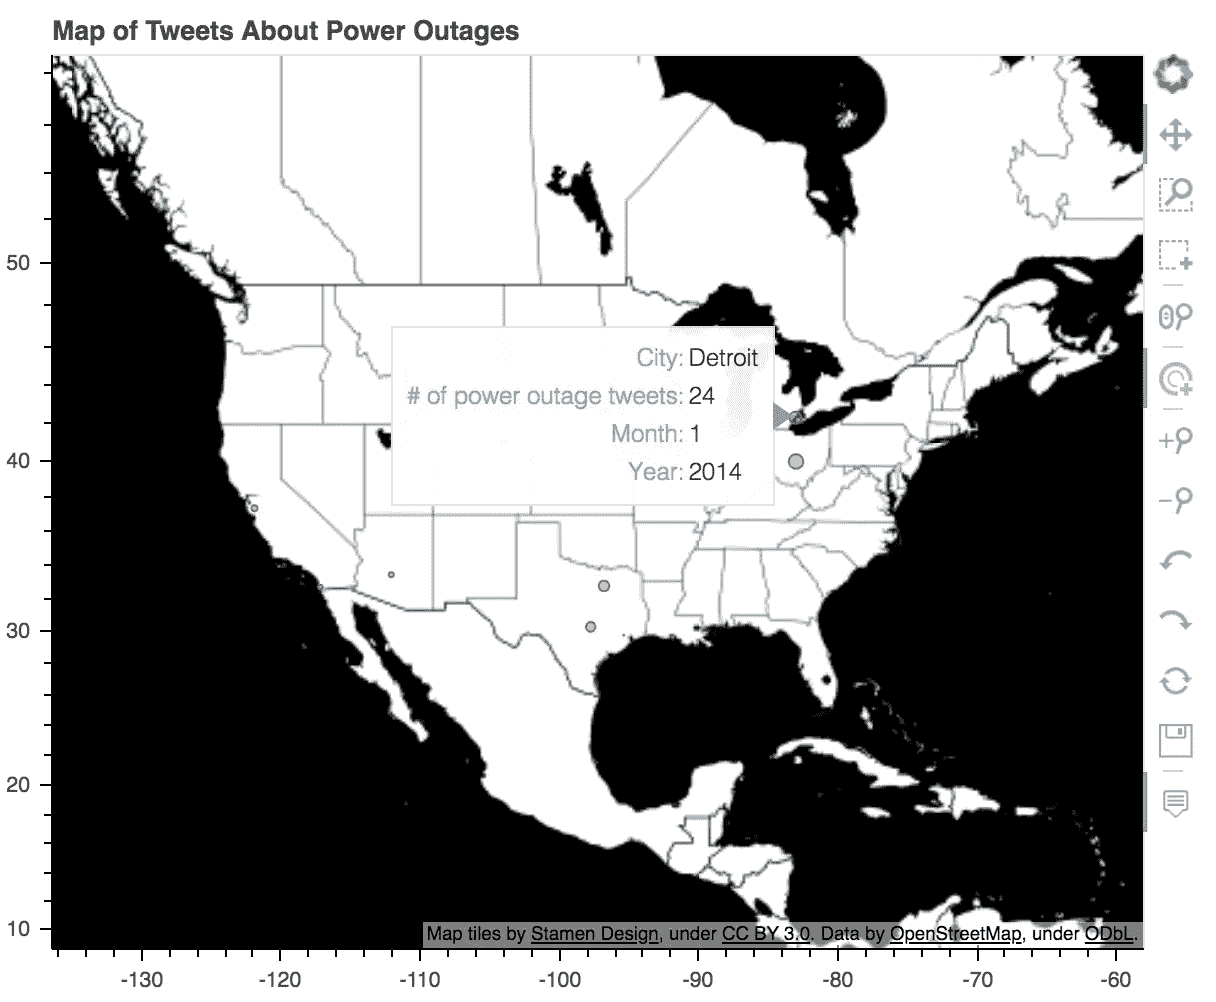 Map of Tweets About Power Outages
City: Detroit
# of power outage tweets: 24
Month: 1
Year: 2014
50
40
30
20
10
Map tiles by Stamen Design, under CC BY 3.0. Data by OpenStreetMap, under ODbL.
-130 -120 -110 -100 -90 -80 -70 -60